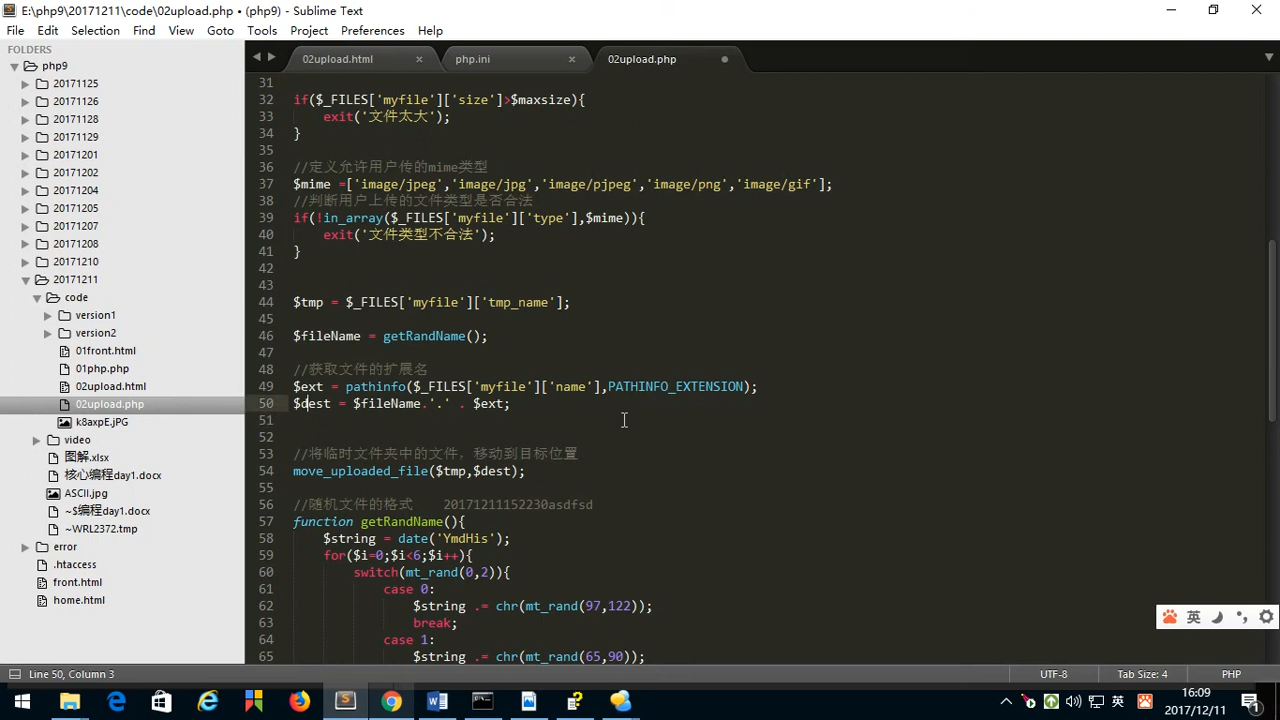 E:\php9\20171211\code\02upload.php • (php9) - Sublime Text
File Edit Selection Find View Goto Tools Project Preferences Help
FOLDERS
php9
20171125
20171126
20171128
20171129
20171201
20171202
20171204
20171205
20171207
20171208
20171210
20171211
code
version1
version2
01front.html
01php.php
02upload.html
02upload.php
k8axpE.JPG
video
图解.xlsx
核心编程day1.docx
ASCII.jpg
~$编程day1.docx
~WRL2372.tmp
error
.htaccess
front.html
home.html
02upload.html × php.ini × 02upload.php
31
32 if($_FILES['myfile']['size']>$maxsize){
33 exit('文件太大');
34 }
35
36 //定义允许用户传的mime类型
37 $mime =['image/jpeg','image/jpg','image/pjpeg','image/png','image/gif'];
38 //判断用户上传的文件类型是否合法
39 if(!in_array($_FILES['myfile']['type'],$mime)){
40 exit('文件类型不合法');
41 }
42
43
44 $tmp = $_FILES['myfile']['tmp_name'];
45
46 $fileName = getRandName();
47
48 //获取文件的扩展名
49 $ext = pathinfo($_FILES['myfile']['name'],PATHINFO_EXTENSION);
50 $dest = $fileName.'.' . $ext;
51
52
53 //将临时文件夹中的文件，移动到目标位置
54 move_uploaded_file($tmp,$dest);
55
56 //随机文件的格式 20171211152230asdfsd
57 function getRandName(){
58 $string = date('YmdHis');
59 for($i=0;$i<6;$i++){
60 switch(mt_rand(0,2)){
61 case 0:
62 $string .= chr(mt_rand(97,122));
63 break;
64 case 1:
65 $string .= chr(mt_rand(65,90));
英
Line 50, Column 3 UTF-8 Tab Size: 4 PHP
英 16:09
2017/12/11
1